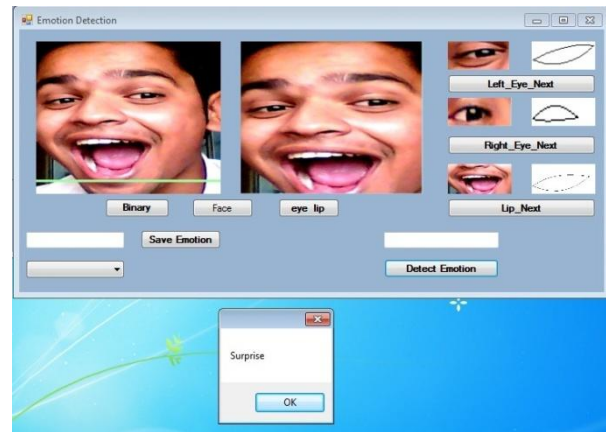 Emotion Detection
Left_Eye_Next
Right_Eye_Next
Binary
Face
eye lip
Lip_Next
Save Emotion
Detect Emotion
Surprise
OK